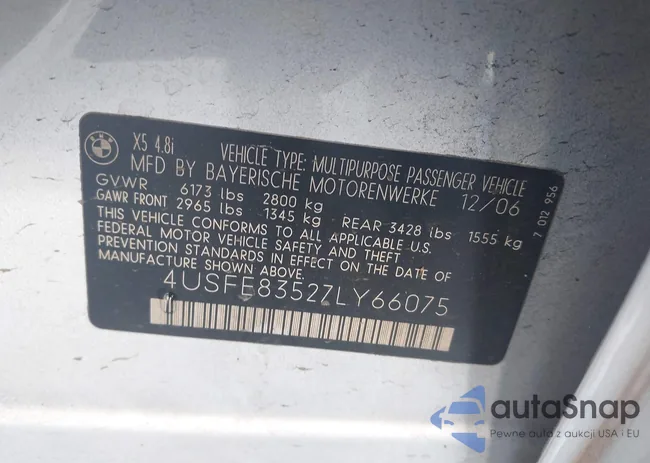 BMW
X5 4.8i
VEHICLE TYPE: MULTIPURPOSE PASSENGER VEHICLE
MFD BY BAYERISCHE MOTORENWERKE 12/06
GVWR 6173 lbs 2800 kg
GAWR FRONT 2965 lbs 1345 kg REAR 3428 lbs 1555 kg
THIS VEHICLE CONFORMS TO ALL APPLICABLE U.S.
FEDERAL MOTOR VEHICLE SAFETY AND THEFT
PREVENTION STANDARDS IN EFFECT ON THE DATE OF
MANUFACTURE SHOWN ABOVE.
4USFE83527LY66075
7 012 956
autoSnap
Pewne auta z aukcji USA i EU